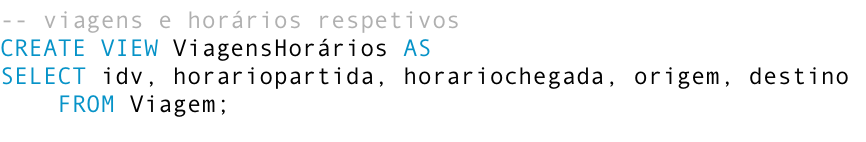 -- viagens e horários respetivos
CREATE VIEW ViagensHorários AS
SELECT idv, horariopartida, horariochegada, origem, destino
FROM Viagem;